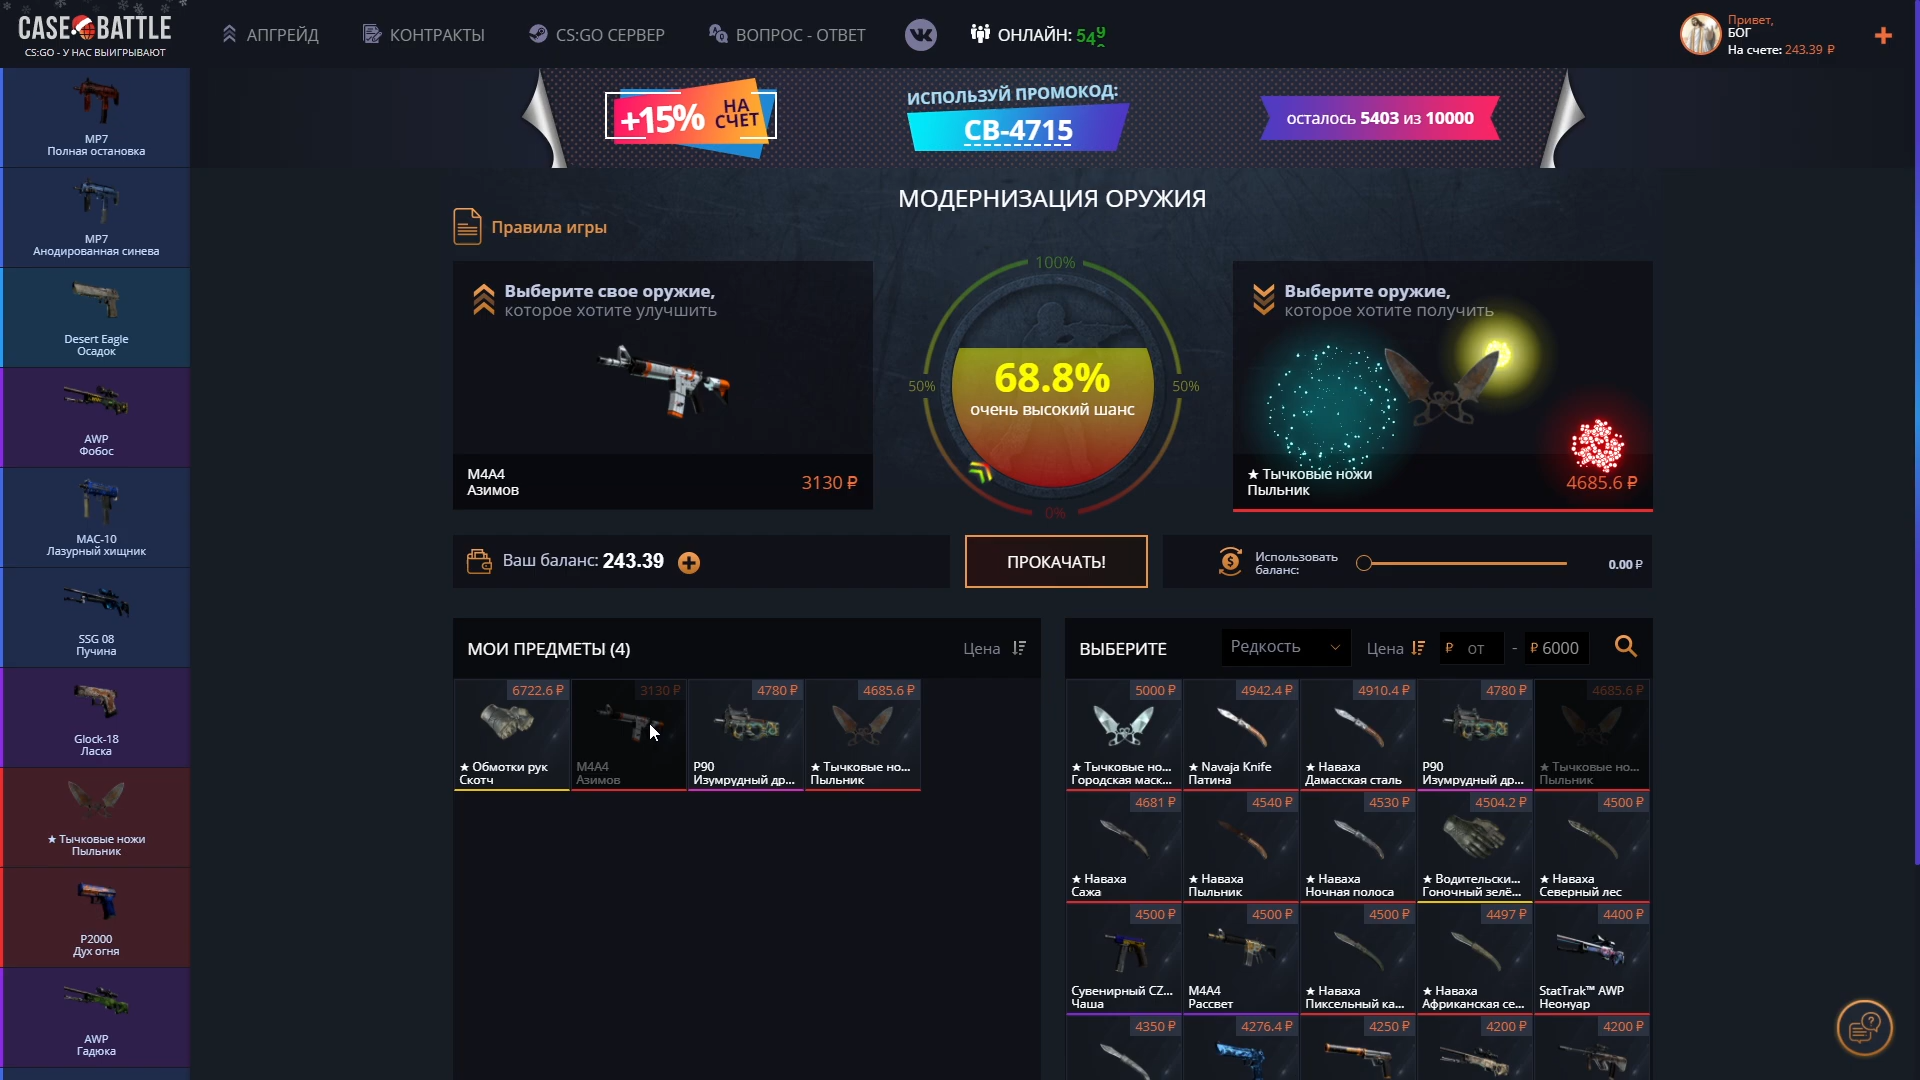 CASE BATTLE
CS:GO - У НАС ВЫИГРЫВАЮТ
АПГРЕЙД
КОНТРАКТЫ
CS:GO СЕРВЕР
ВОПРОС - ОТВЕТ
ОНЛАЙН:
Привет,
БОГ
На счете: 243.39 ₽
+15% НА СЧЕТ
ИСПОЛЬЗУЙ ПРОМОКОД:
CB-4715
осталось 5403 из 10000
MP7
Полная остановка
MP7
Анодированная синева
Desert Eagle
Осадок
AWP
Фобос
MAC-10
Лазурный хищник
SSG 08
Пучина
Glock-18
Ласка
★ Тычковые ножи
Пыльник
P2000
Дух огня
AWP
Гадюка
МОДЕРНИЗАЦИЯ ОРУЖИЯ
Правила игры
Выберите свое оружие,
которое хотите улучшить
M4A4
Азимов
3130 ₽
100%
50%
68.8%
очень высокий шанс
50%
0%
Выберите оружие,
которое хотите получить
★ Тычковые ножи
Пыльник
4685.6 ₽
Ваш баланс: 243.39
ПРОКАЧАТЬ!
Использовать
баланс:
0.00 ₽
МОИ ПРЕДМЕТЫ (4)
Цена
6722.6 ₽
★ Обмотки рук
Скотч
3130 ₽
M4A4
Азимов
4780 ₽
P90
Изумрудный др...
4685.6 ₽
★ Тычковые но...
Пыльник
ВЫБЕРИТЕ
Редкость
Цена
₽ от
-
₽ 6000
5000 ₽
★ Тычковые но...
Городская маск...
4942.4 ₽
★ Navaja Knife
Патина
4910.4 ₽
★ Наваха
Дамасская сталь
4780 ₽
P90
Изумрудный др...
4685.6 ₽
★ Тычковые но...
Пыльник
4681 ₽
★ Наваха
Сажа
4540 ₽
★ Наваха
Пыльник
4530 ₽
★ Наваха
Ночная полоса
4504.2 ₽
★ Водительски...
Гоночный зелё...
4500 ₽
★ Наваха
Северный лес
4500 ₽
Сувенирный CZ...
Чаша
4500 ₽
M4A4
Рассвет
4500 ₽
★ Наваха
Пиксельный ка...
4497 ₽
★ Наваха
Африканская се...
4400 ₽
StatTrak™ AWP
Неонуар
4350 ₽
4276.4 ₽
4250 ₽
4200 ₽
4200 ₽